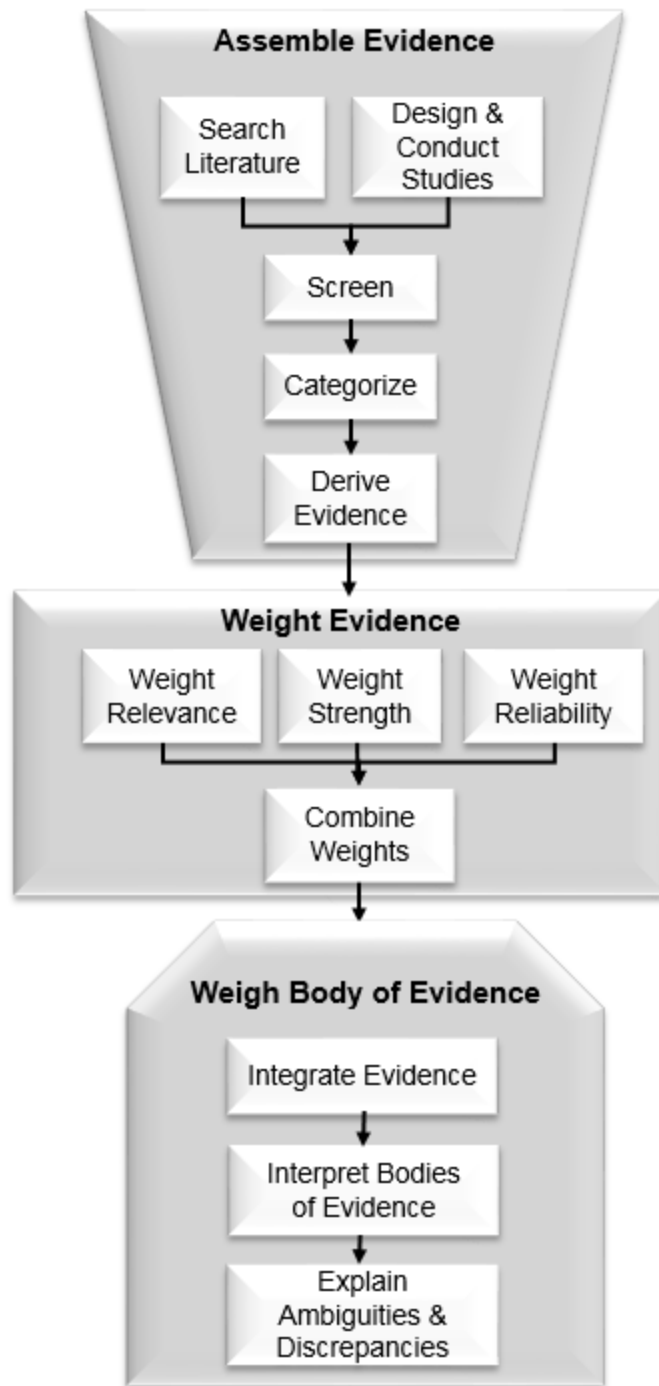 Assemble Evidence
Search
Literature
Design &
Conduct
Studies
Screen
Categorize
Derive
Evidence
Weight Evidence
Weight
Relevance
Weight
Strength
Weight
Reliability
Combine
Weights
Weigh Body of Evidence
Integrate Evidence
Interpret Bodies
of Evidence
Explain
Ambiguities &
Discrepancies